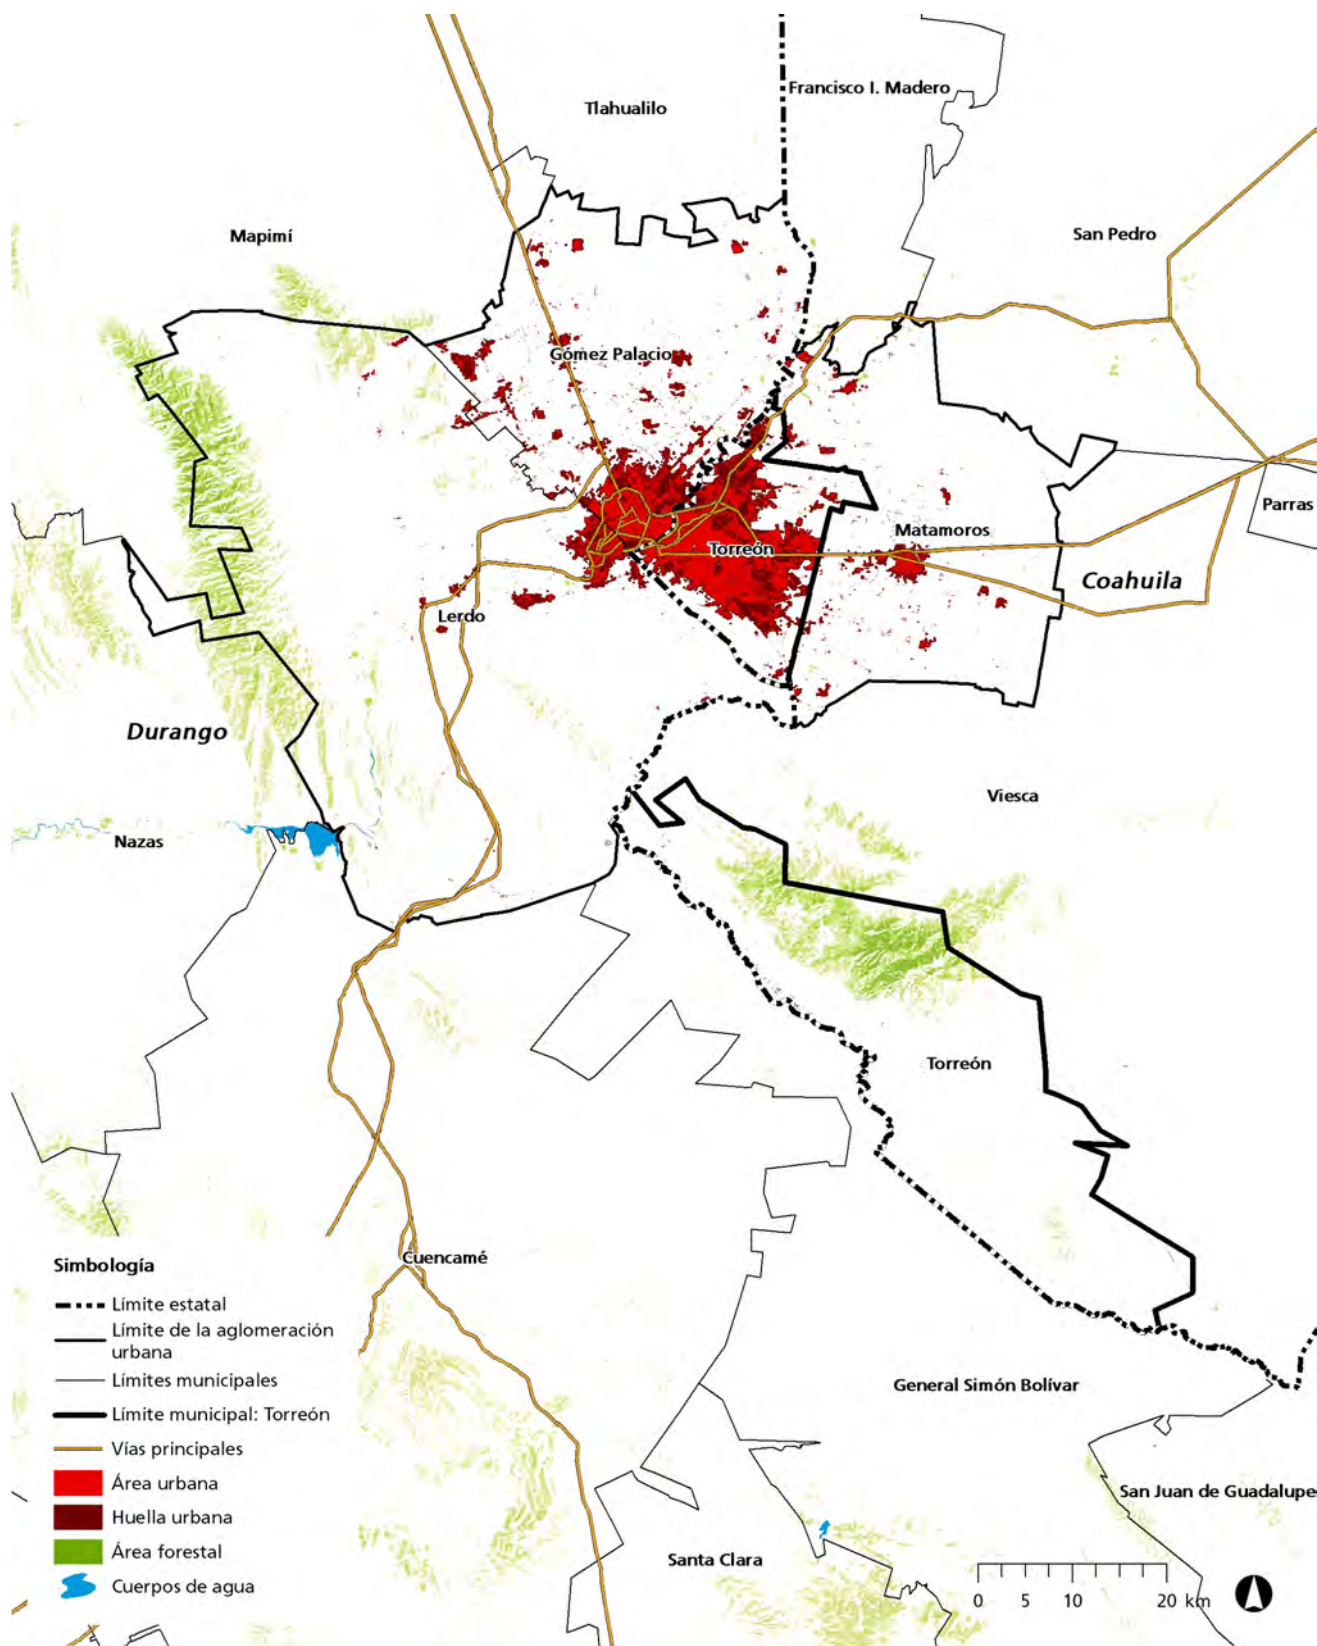 Francisco I. Madero
Tlahualilo
Mapimí
San Pedro
Gómez Palacio
Parras
Matamoros
Torreón
Coahuila
Lerdo
Durango
Viesca
Nazas
Torreón
Cuencamé
Simbología
Límite estatal
Límite de la aglomeración
urbana
Límites municipales
Límite municipal: Torreón
Vías principales
Área urbana
Huella urbana
Área forestal
Cuerpos de agua
General Simón Bolívar
San Juan de Guadalupe
Santa Clara
0 5 10 20 km